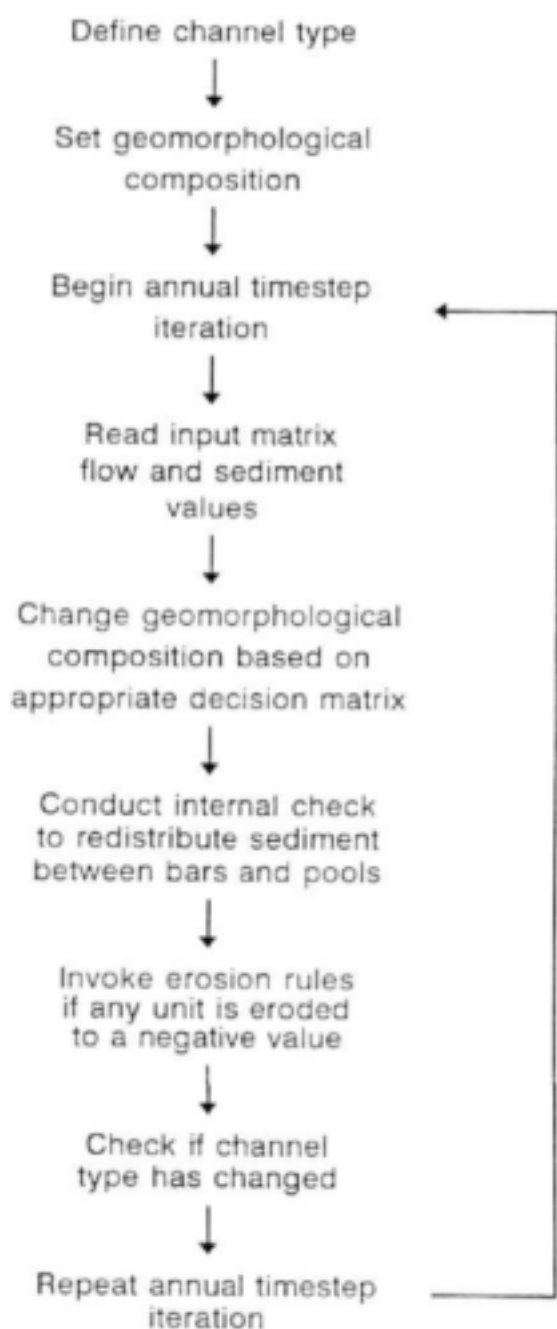 Define channel type
Set geomorphological
composition
Begin annual timestep
iteration
Read input matrix
flow and sediment
values
Change geomorphological
composition based on
appropriate decision matrix
Conduct internal check
to redistribute sediment
between bars and pools
Invoke erosion rules
if any unit is eroded
to a negative value
Check if channel
type has changed
Repeat annual timestep
iteration